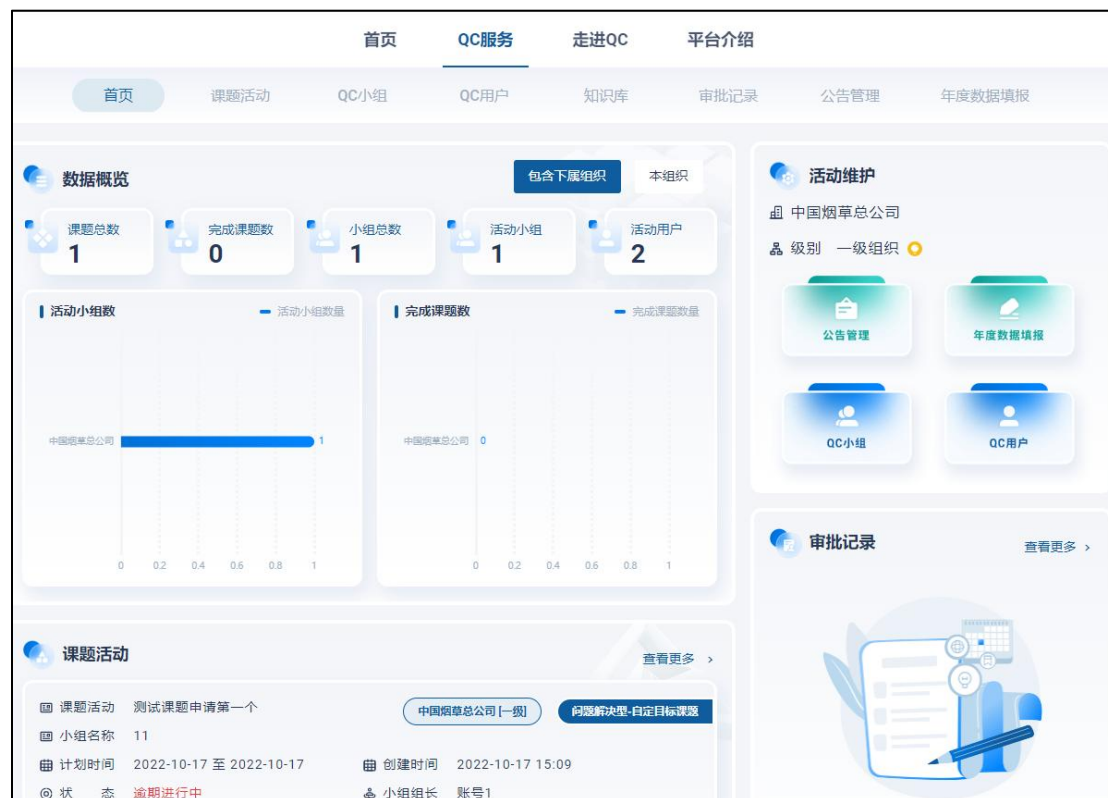 首页 QC服务 走进QC 平台介绍
首页 课题活动 QC小组 QC用户 知识库 审批记录 公告管理 年度数据填报
数据概览 包含下属组织 本组织
课题总数 完成课题数 小组总数 活动小组 活动用户
1 0 1 1 2
活动小组数 活动小组数量
中国烟草总公司 1
0 0.2 0.4 0.6 0.8 1
完成课题数 完成课题数量
中国烟草总公司 0
0 0.2 0.4 0.6 0.8 1
活动维护
中国烟草总公司
级别 一级组织
公告管理 年度数据填报
QC小组 QC用户
审批记录 查看更多 >
课题活动 查看更多 >
课题活动 测试课题申请第一个 中国烟草总公司 [一级] 问题解决型-自定目标课题
小组名称 11
计划时间 2022-10-17 至 2022-10-17 创建时间 2022-10-17 15:09
状 态 逾期进行中 小组组长 账号1